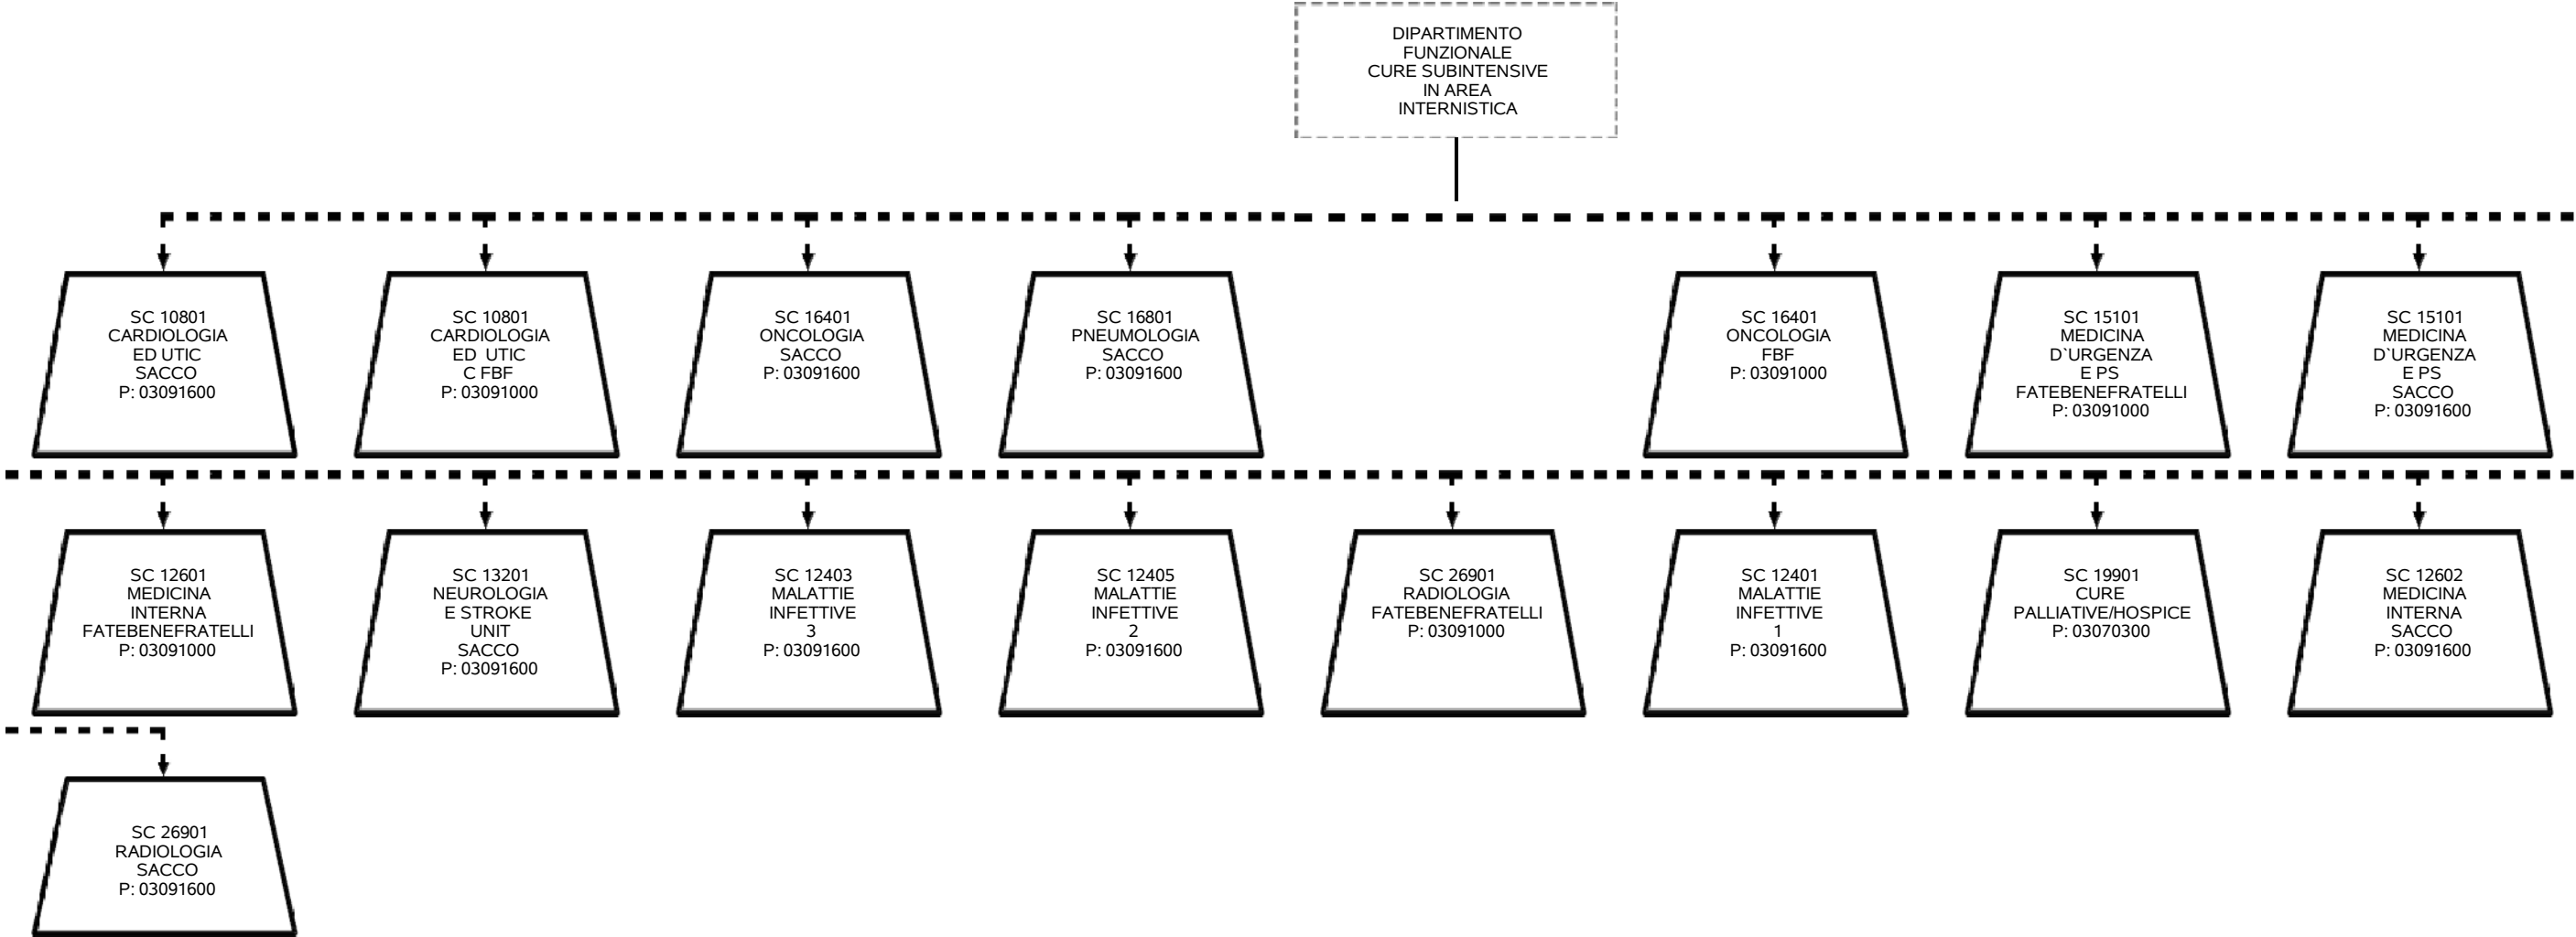 DIPARTIMENTO
FUNZIONALE
CURE SUBINTENSIVE
IN AREA
INTERNISTICA
SC 10801
CARDIOLOGIA
ED UTIC
SACCO
P: 03091600
SC 10801
CARDIOLOGIA
ED UTIC
C FBF
P: 03091000
SC 16401
ONCOLOGIA
SACCO
P: 03091600
SC 16801
PNEUMOLOGIA
SACCO
P: 03091600
SC 16401
ONCOLOGIA
FBF
P: 03091000
SC 15101
MEDICINA
D`URGENZA
E PS
FATEBENEFRATELLI
P: 03091000
SC 15101
MEDICINA
D`URGENZA
E PS
SACCO
P: 03091600
SC 12601
MEDICINA
INTERNA
FATEBENEFRATELLI
P: 03091000
SC 13201
NEUROLOGIA
E STROKE
UNIT
SACCO
P: 03091600
SC 12403
MALATTIE
INFETTIVE
3
P: 03091600
SC 12405
MALATTIE
INFETTIVE
2
P: 03091600
SC 26901
RADIOLOGIA
FATEBENEFRATELLI
P: 03091000
SC 12401
MALATTIE
INFETTIVE
1
P: 03091600
SC 19901
CURE
PALLIATIVE/HOSPICE
P: 03070300
SC 12602
MEDICINA
INTERNA
SACCO
P: 03091600
SC 26901
RADIOLOGIA
SACCO
P: 03091600